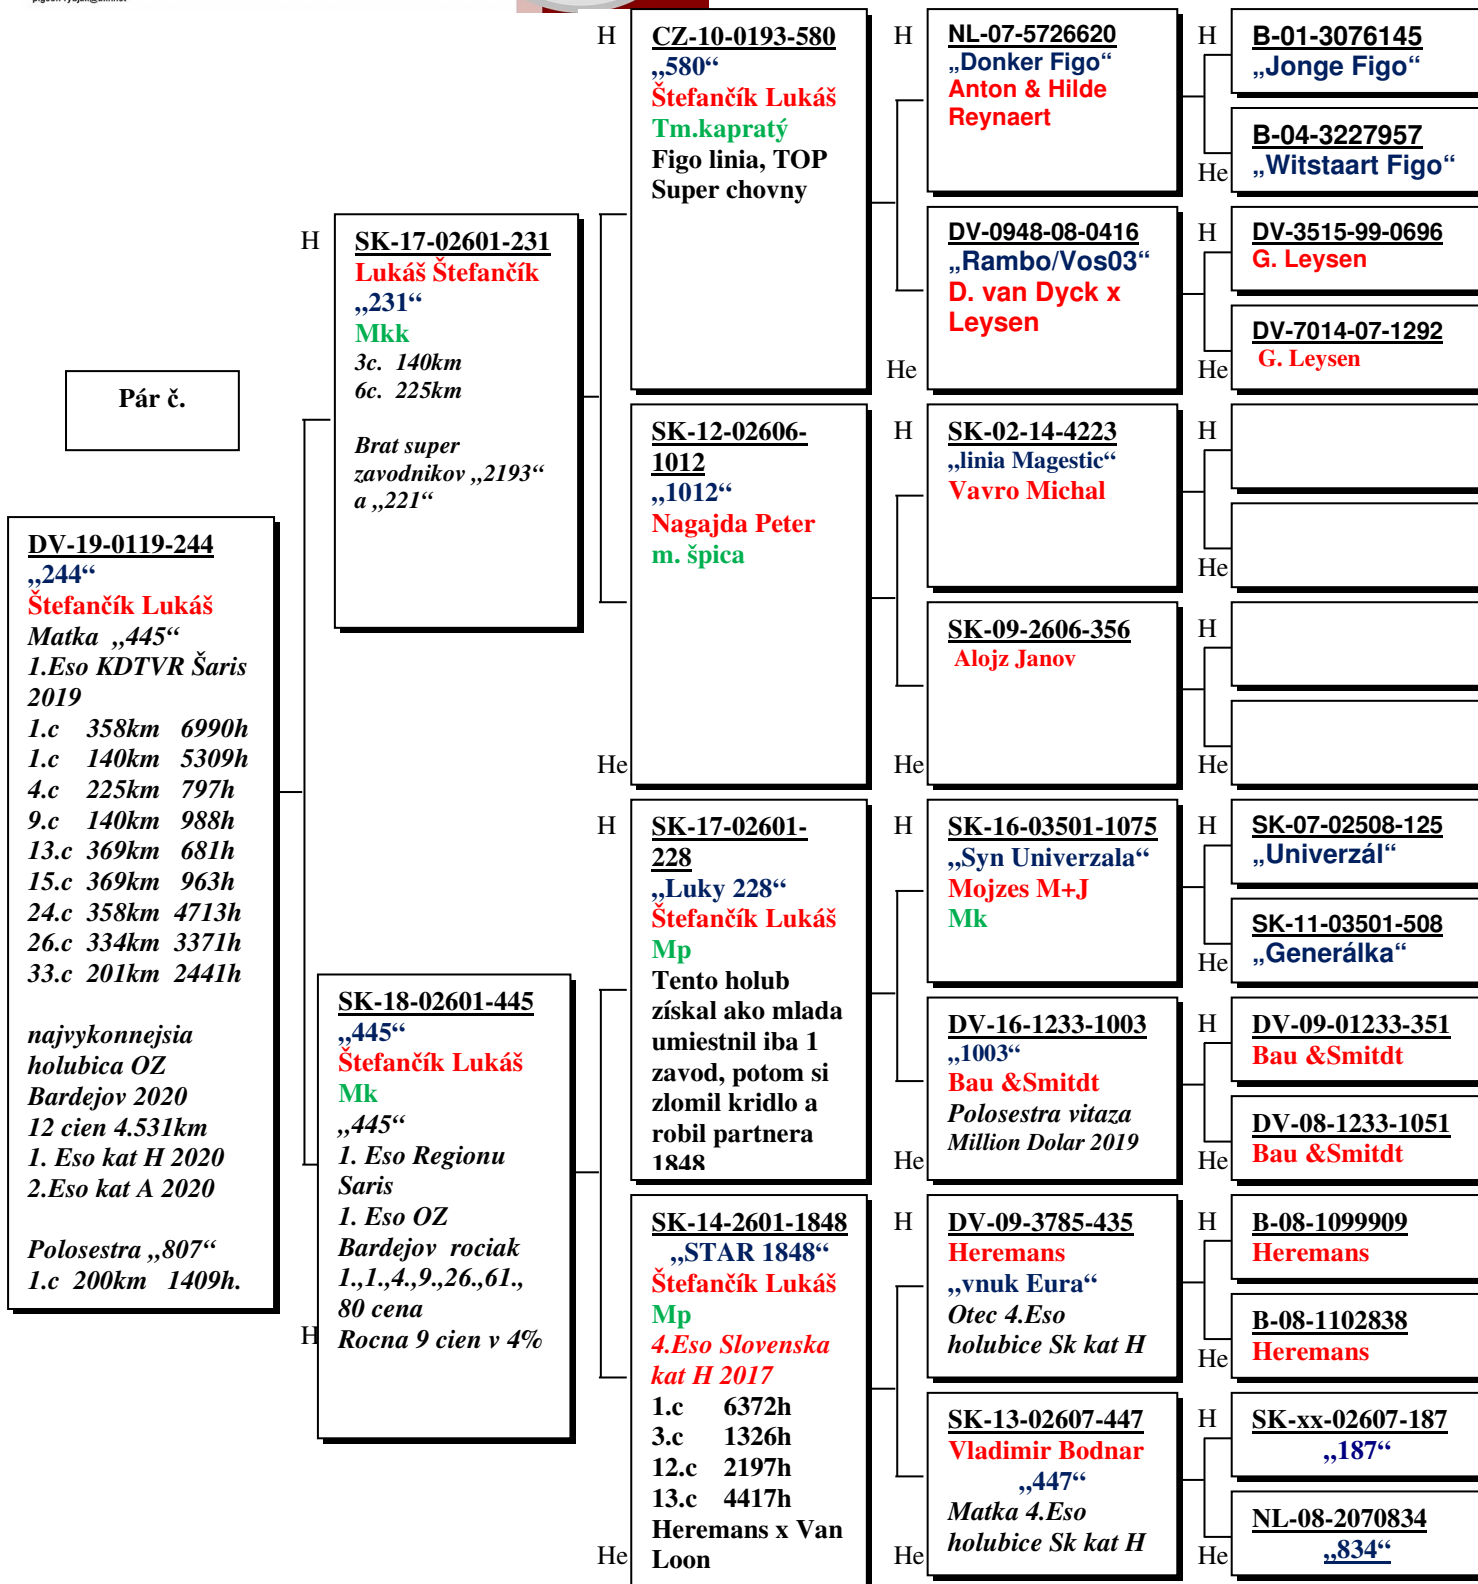 Pár č.
DV-19-0119-244
„244“
Štefančík Lukáš
Matka „445“
1.Eso KDTVR Šaris
2019
1.c 358km 6990h
1.c 140km 5309h
4.c 225km 797h
9.c 140km 988h
13.c 369km 681h
15.c 369km 963h
24.c 358km 4713h
26.c 334km 3371h
33.c 201km 2441h
najvykonnejsia
holubica OZ
Bardejov 2020
12 cien 4.531km
1. Eso kat H 2020
2.Eso kat A 2020
Polosestra „807“
1.c 200km 1409h.
H
SK-17-02601-231
Lukáš Štefančík
„231“
Mkk
3c. 140km
6c. 225km
Brat super
zavodnikov „2193“
a „221“
H
SK-18-02601-445
„445“
Štefančík Lukáš
Mk
„445“
1. Eso Regionu
Saris
1. Eso OZ
Bardejov rociak
1.,1.,4.,9.,26.,61.,
80 cena
Rocna 9 cien v 4%
H
CZ-10-0193-580
„580“
Štefančík Lukáš
Tm.kapratý
Figo linia, TOP
Super chovny
He
SK-12-02606-
1012
„1012“
Nagajda Peter
m. špica
H
SK-17-02601-
228
„Luky 228“
Štefančík Lukáš
Mp
Tento holub
získal ako mlada
umiestnil iba 1
zavod, potom si
zlomil kridlo a
robil partnera
1848
He
SK-14-2601-1848
„STAR 1848“
Štefančík Lukáš
Mp
4.Eso Slovenska
kat H 2017
1.c 6372h
3.c 1326h
12.c 2197h
13.c 4417h
Heremans x Van
Loon
H
NL-07-5726620
„Donker Figo“
Anton & Hilde
Reynaert
He
DV-0948-08-0416
„Rambo/Vos03“
D. van Dyck x
Leysen
H
SK-02-14-4223
„linia Magestic“
Vavro Michal
He
SK-09-2606-356
Alojz Janov
H
SK-16-03501-1075
„Syn Univerzala“
Mojzes M+J
Mk
He
DV-16-1233-1003
„1003“
Bau &Smitdt
Polosestra vitaza
Million Dolar 2019
H
DV-09-3785-435
Heremans
„vnuk Eura“
Otec 4.Eso
holubice Sk kat H
He
SK-13-02607-447
Vladimir Bodnar
„447“
Matka 4.Eso
holubice Sk kat H
H
B-01-3076145
„Jonge Figo“
He
B-04-3227957
„Witstaart Figo“
H
DV-3515-99-0696
G. Leysen
He
DV-7014-07-1292
G. Leysen
H
He
H
He
H
SK-07-02508-125
„Univerzál“
He
SK-11-03501-508
„Generálka“
H
DV-09-01233-351
Bau &Smitdt
He
DV-08-1233-1051
Bau &Smitdt
H
B-08-1099909
Heremans
He
B-08-1102838
Heremans
H
SK-xx-02607-187
„187“
He
NL-08-2070834
„834“